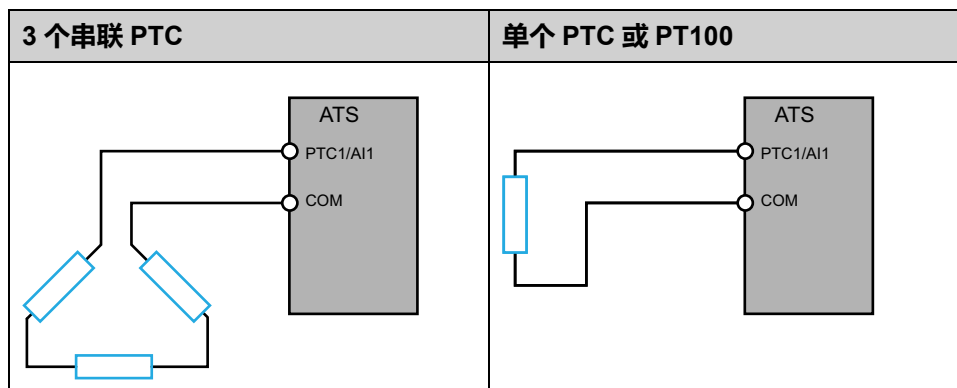 3 个串联 PTC
单个 PTC 或 PT100
ATS
PTC1/AI1
COM
ATS
PTC1/AI1
COM